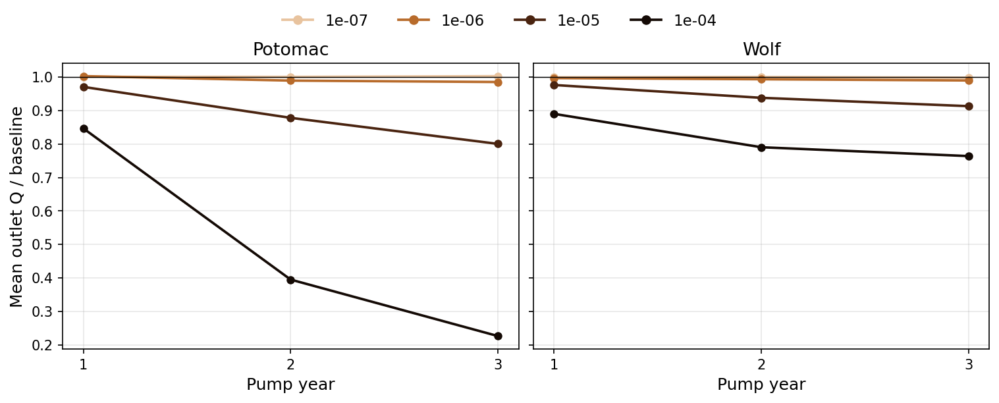 1e-07 1e-06 1e-05 1e-04
Potomac Wolf
Mean outlet Q / baseline
1.0
0.9
0.8
0.7
0.6
0.5
0.4
0.3
0.2
1 2 3 1 2 3
Pump year Pump year